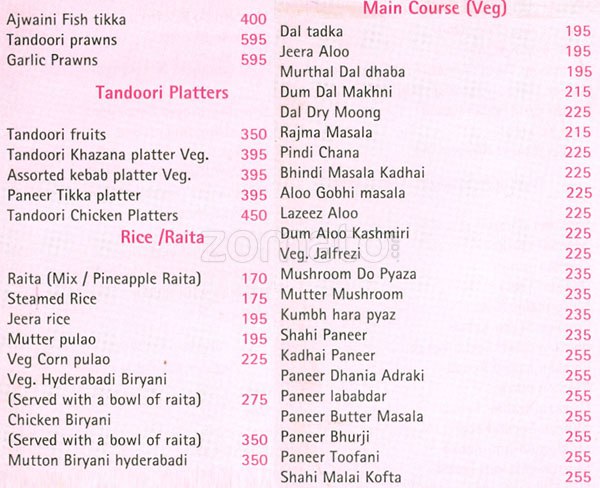 Ajwaini Fish tikka 400
Tandoori prawns 595
Garlic Prawns 595
Tandoori Platters
Tandoori fruits 350
Tandoori Khazana platter Veg. 395
Assorted kebab platter Veg. 395
Paneer Tikka platter 395
Tandoori Chicken Platters 450
Rice /Raita
Raita (Mix / Pineapple Raita) 170
Steamed Rice 175
Jeera rice 195
Mutter pulao 195
Veg Corn pulao 225
Veg. Hyderabadi Biryani
(Served with a bowl of raita) 275
Chicken Biryani
(Served with a bowl of raita) 350
Mutton Biryani hyderabadi 350
Main Course (Veg)
Dal tadka 195
Jeera Aloo 195
Murthal Dal dhaba 195
Dum Dal Makhni 215
Dal Dry Moong 225
Rajma Masala 215
Pindi Chana 225
Bhindi Masala Kadhai 225
Aloo Gobhi masala 225
Lazeez Aloo 225
Dum Aloo Kashmiri 225
Veg. Jalfrezi 225
Mushroom Do Pyaza 235
Mutter Mushroom 235
Kumbh hara pyaz 235
Shahi Paneer 235
Kadhai Paneer 255
Paneer Dhania Adraki 255
Paneer lababdar 255
Paneer Butter Masala 255
Paneer Bhurji 255
Paneer Toofani 255
Shahi Malai Kofta 255
zomato.com